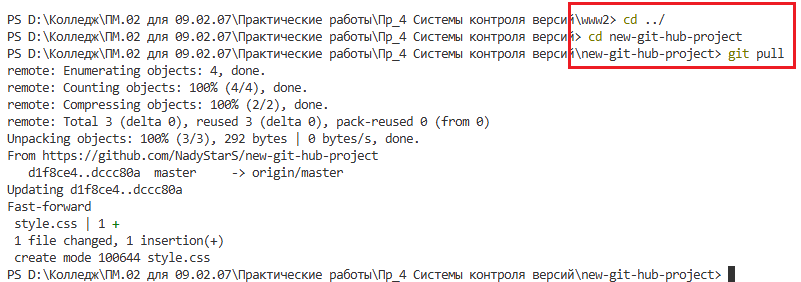 PS D:\Колледж\ПМ.02 для 09.02.07\Практические работы\Пр_4 Системы контроля версий\www2> cd ../
PS D:\Колледж\ПМ.02 для 09.02.07\Практические работы\Пр_4 Системы контроля версий> cd new-git-hub-project
PS D:\Колледж\ПМ.02 для 09.02.07\Практические работы\Пр_4 Системы контроля версий\new-git-hub-project> git pull
remote: Enumerating objects: 4, done.
remote: Counting objects: 100% (4/4), done.
remote: Compressing objects: 100% (2/2), done.
remote: Total 3 (delta 0), reused 3 (delta 0), pack-reused 0 (from 0)
Unpacking objects: 100% (3/3), 292 bytes | 0 bytes/s, done.
From https://github.com/NadyStarS/new-git-hub-project
   d1f8ce4..dccc80a  master     -> origin/master
Updating d1f8ce4..dccc80a
Fast-forward
 style.css | 1 +
 1 file changed, 1 insertion(+)
 create mode 100644 style.css
PS D:\Колледж\ПМ.02 для 09.02.07\Практические работы\Пр_4 Системы контроля версий\new-git-hub-project>